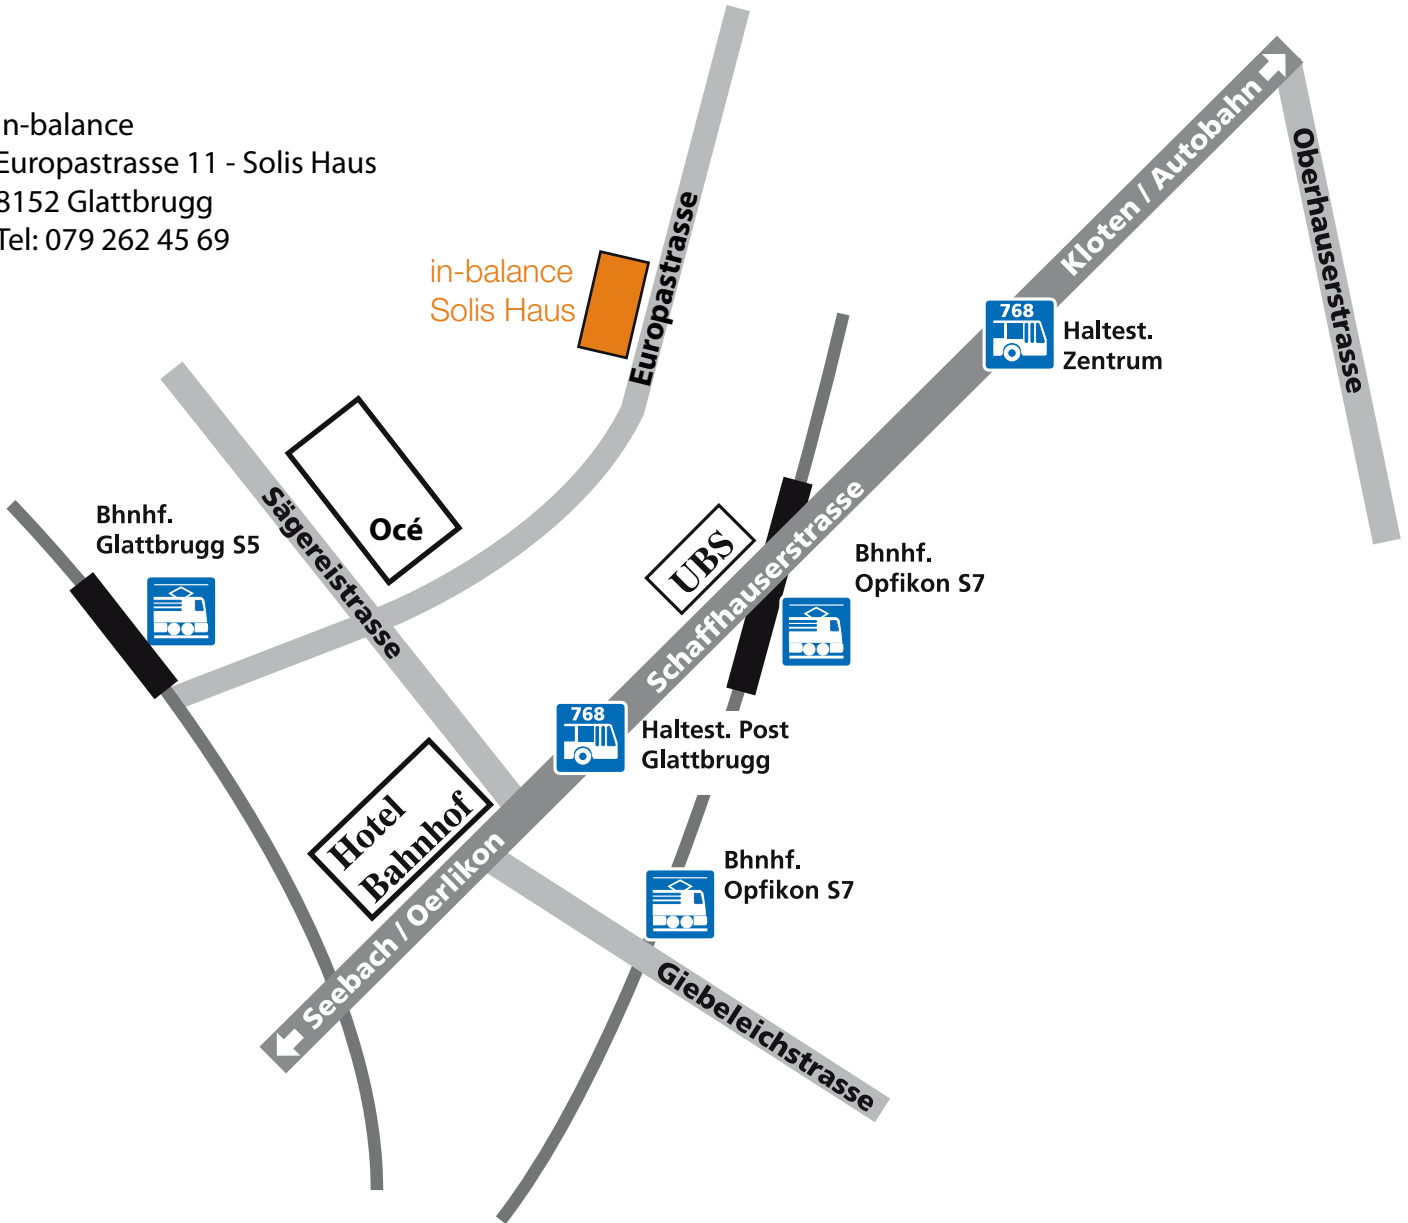 in-balance
Europastrasse 11 - Solis Haus
8152 Glattbrugg
Tel: 079 262 45 69
in-balance
Solis Haus
Europastrasse
Kloten / Autobahn
Oberhauserstrasse
768
Haltest.
Zentrum
Sägereistrasse
Océ
Bhnhf.
Glattbrugg S5
UBS
Schaffhauserstrasse
Bhnhf.
Opfikon S7
768
Haltest. Post
Glattbrugg
Hotel
Bahnhof
Seebach / Oerlikon
Bhnhf.
Opfikon S7
Giebeleichstrasse